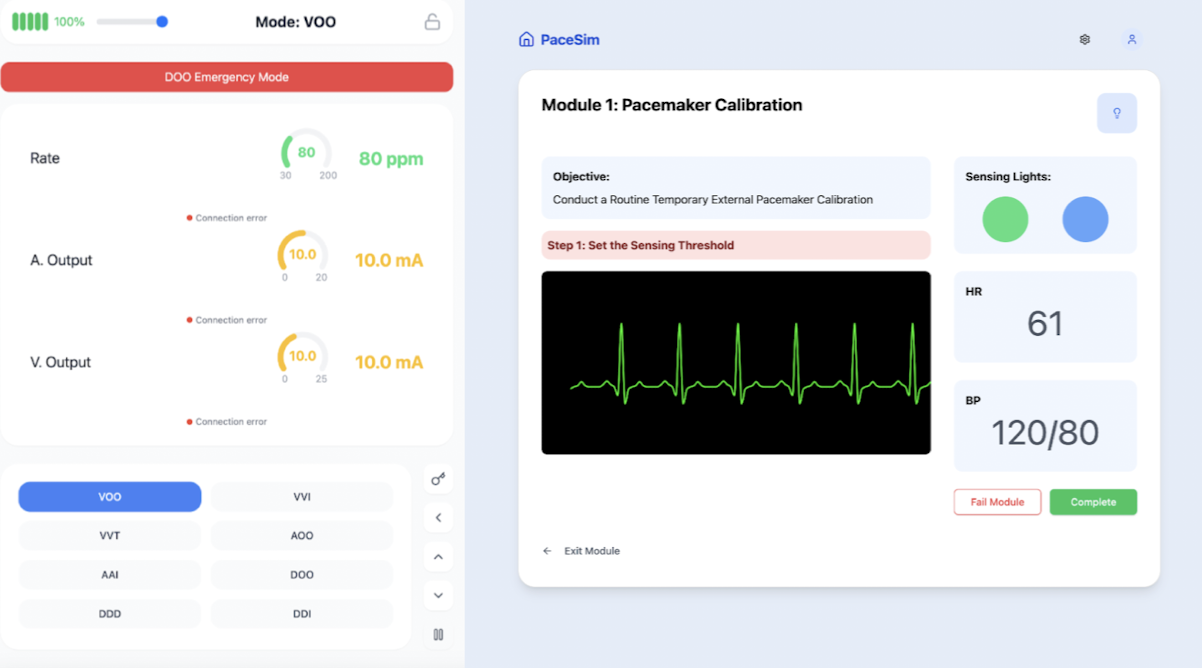 100%
Mode: VOO
DOO Emergency Mode
Rate
80
30
200
80 ppm
Connection error
A. Output
10.0
0
20
10.0 mA
Connection error
V. Output
10.0
0
25
10.0 mA
Connection error
VOO
VVI
VVT
AOO
AAI
DOO
DDD
DDI
PaceSim
Module 1: Pacemaker Calibration
Objective:
Conduct a Routine Temporary External Pacemaker Calibration
Step 1: Set the Sensing Threshold
Sensing Lights:
HR
61
BP
120/80
Fail Module
Complete
Exit Module